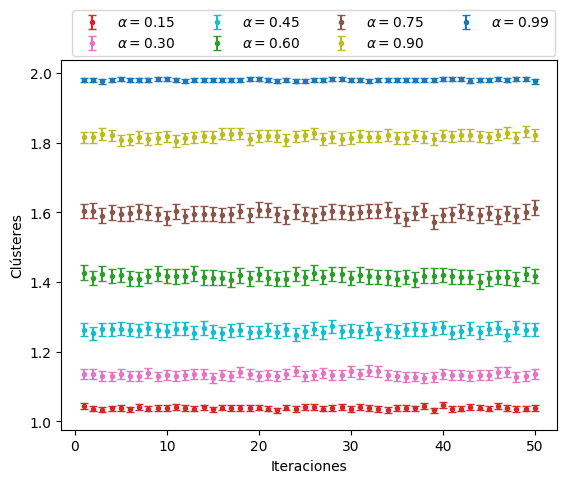 α = 0.15 α = 0.45 α = 0.75 α = 0.99
α = 0.30 α = 0.60 α = 0.90
2.0
1.8
1.6
1.4
1.2
1.0
Clústeres
0 10 20 30 40 50
Iteraciones